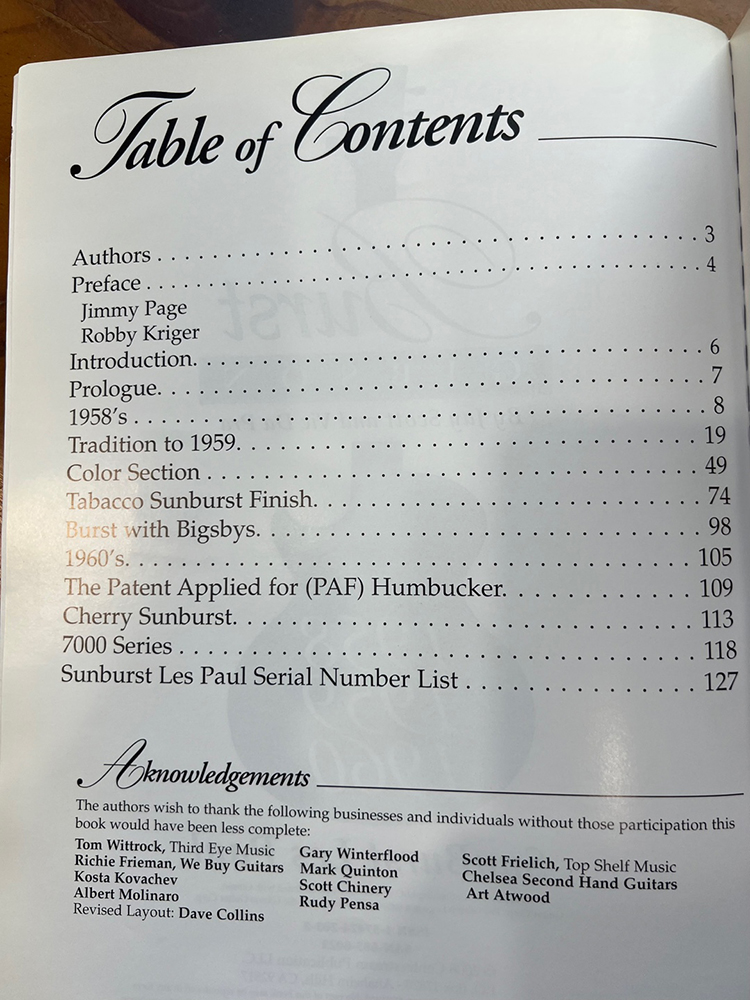 Table of Contents
Authors . . . . . . . . . . . . . . . . . . . . . . . . . . . . . . . . . . . . . . . 3
Preface . . . . . . . . . . . . . . . . . . . . . . . . . . . . . . . . . . . . . . . 4
Jimmy Page
Robby Kriger
Introduction. . . . . . . . . . . . . . . . . . . . . . . . . . . . . . . . . . . . 6
Prologue. . . . . . . . . . . . . . . . . . . . . . . . . . . . . . . . . . . . . . . 7
1958's . . . . . . . . . . . . . . . . . . . . . . . . . . . . . . . . . . . . . . . . 8
Tradition to 1959. . . . . . . . . . . . . . . . . . . . . . . . . . . . . . . . 19
Color Section . . . . . . . . . . . . . . . . . . . . . . . . . . . . . . . . . . 49
Tabacco Sunburst Finish. . . . . . . . . . . . . . . . . . . . . . . . . . 74
Burst with Bigsbys. . . . . . . . . . . . . . . . . . . . . . . . . . . . . . 98
1960's. . . . . . . . . . . . . . . . . . . . . . . . . . . . . . . . . . . . . . . 105
The Patent Applied for (PAF) Humbucker. . . . . . . . . . . . 109
Cherry Sunburst. . . . . . . . . . . . . . . . . . . . . . . . . . . . . . . 113
7000 Series . . . . . . . . . . . . . . . . . . . . . . . . . . . . . . . . . . . 118
Sunburst Les Paul Serial Number List . . . . . . . . . . . . . . 127
Aknowledgements
The authors wish to thank the following businesses and individuals without those participation this
book would have been less complete:
Tom Wittrock, Third Eye Music
Richie Frieman, We Buy Guitars
Kosta Kovachev
Albert Molinaro
Revised Layout: Dave Collins
Gary Winterflood
Mark Quinton
Scott Chinery
Rudy Pensa
Scott Frielich, Top Shelf Music
Chelsea Second Hand Guitars
Art Atwood